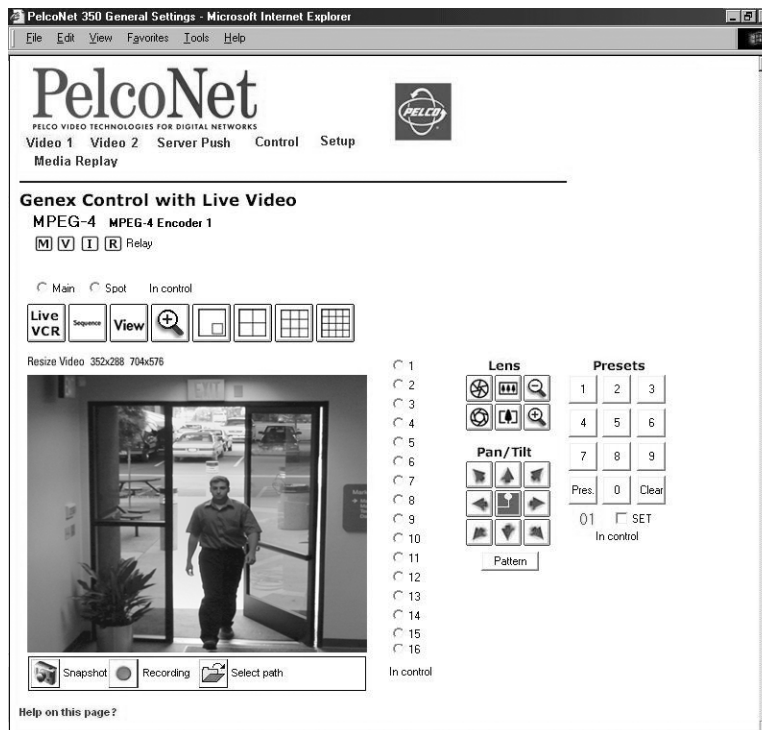 PelcoNet 350 General Settings - Microsoft Internet Explorer
File Edit View Favorites Tools Help
PelcoNet
PELCO VIDEO TECHNOLOGIES FOR DIGITAL NETWORKS
PELCO
Video 1 Video 2 Server Push Control Setup
Media Replay
Genex Control with Live Video
MPEG-4 MPEG-4 Encoder 1
M V I R Relay
Main Spot In control
Live VCR Sequence View
Resize Video 352x288 704x576
EXIT
1
2
3
4
5
6
7
8
9
10
11
12
13
14
15
16
In control
Lens
Pan/Tilt
Pattern
Presets
1 2 3
4 5 6
7 8 9
Pres. 0 Clear
01 SET
In control
Snapshot Recording Select path
Help on this page?